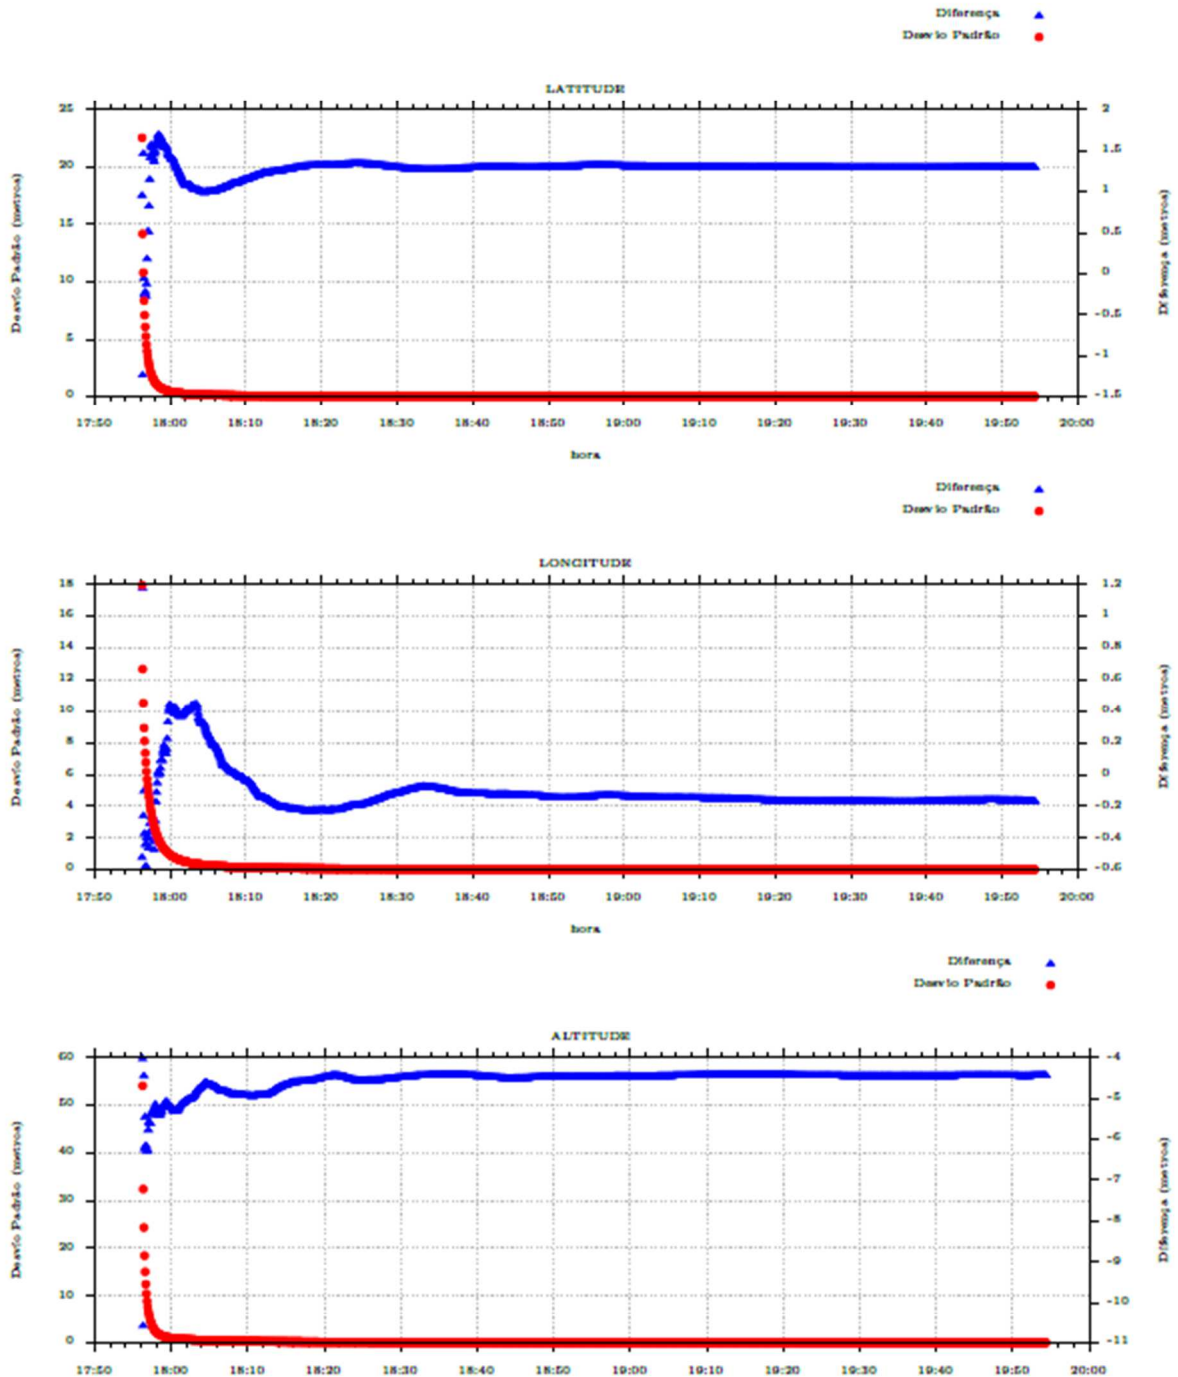 Diferença
Desvio Padrão
LATITUDE
25
20
15
10
5
0
Desvio Padrão (metros)
2
1.5
1
0.5
0
-0.5
-1
-1.5
Diferença (metros)
17:50 18:00 18:10 18:20 18:30 18:40 18:50 19:00 19:10 19:20 19:30 19:40 19:50 20:00
hora
Diferença
Desvio Padrão
LONGITUDE
18
16
14
12
10
8
6
4
2
0
Desvio Padrão (metros)
1.2
1
0.8
0.6
0.4
0.2
0
-0.2
-0.4
-0.6
Diferença (metros)
17:50 18:00 18:10 18:20 18:30 18:40 18:50 19:00 19:10 19:20 19:30 19:40 19:50 20:00
hora
Diferença
Desvio Padrão
ALTITUDE
60
50
40
30
20
10
0
Desvio Padrão (metros)
-4
-5
-6
-7
-8
-9
-10
-11
Diferença (metros)
17:50 18:00 18:10 18:20 18:30 18:40 18:50 19:00 19:10 19:20 19:30 19:40 19:50 20:00